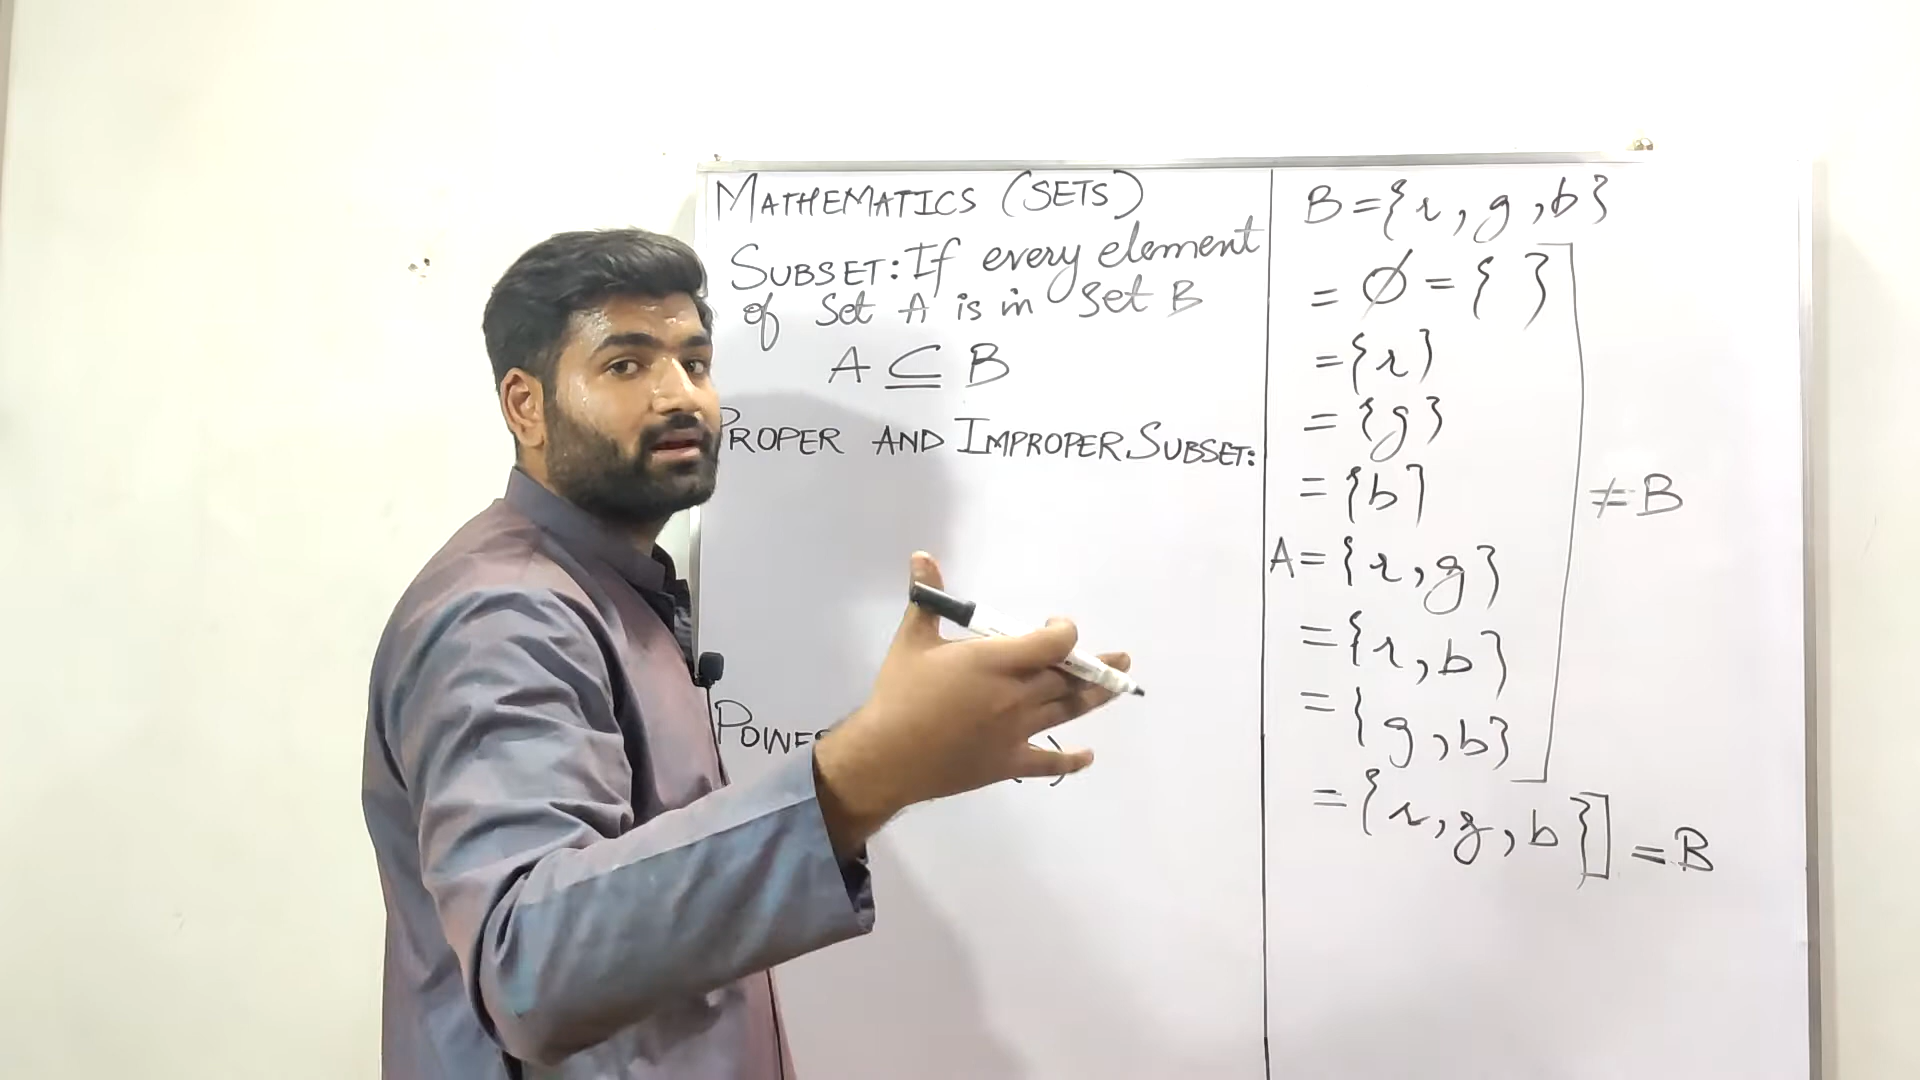 MATHEMATICS (SETS)
SUBSET: If every element
of Set A is in Set B
A ⊆ B
PROPER AND IMPROPER SUBSET:
B = {r, g, b}
= Ø = { }
= {r}
= {g}
= {b}
≠ B
A = {r, g}
= {r, b}
= {g, b}
= {r, g, b}] = B